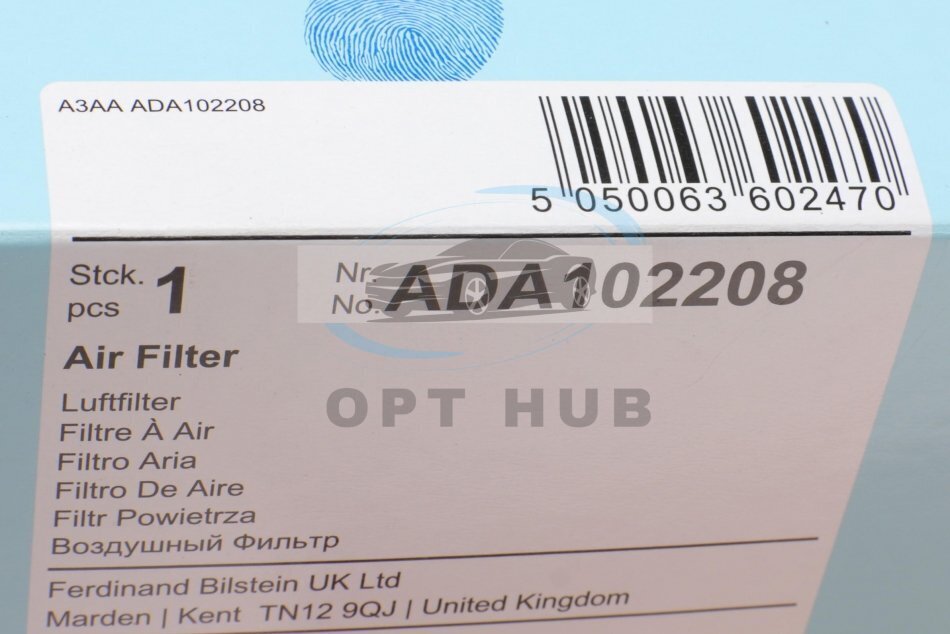 A3AA ADA102208
5 050063 602470
Stck. 1 Nr. ADA102208
pcs No.
OPT HUB
Air Filter
Luftfilter
Filtre À Air
Filtro Aria
Filtro De Aire
Filtr Powietrza
Воздушный Фильтр
Ferdinand Bilstein UK Ltd
Marden | Kent TN12 9QJ | United Kingdom